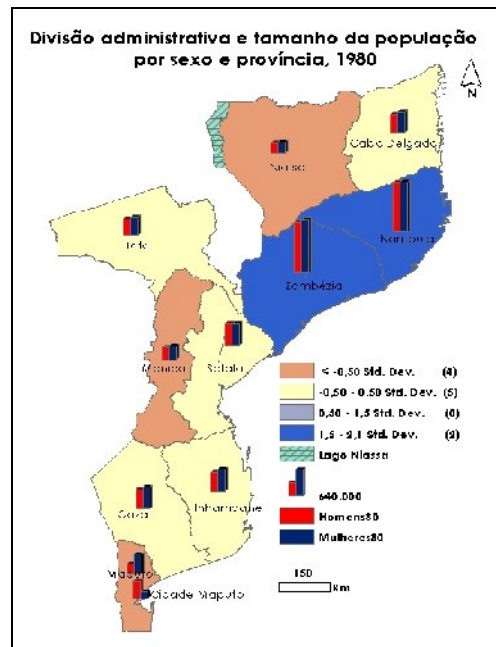 Divisão administrativa e tamanho da população
por sexo e província, 1980
N
Cabo Delgado
Niassa
Nampula
Tete
Zambézia
Manica
Sofala
< -0,50 Std. Dev. (4)
-0,50 - 0.50 Std. Dev. (5)
0,50 - 1,5 Std. Dev. (0)
1,5 - 2,1 Std. Dev. (2)
Lago Niassa
640.000
Homens80
Mulheres80
Inhambane
Gaza
Maputo
Cidade Maputo
150
Km